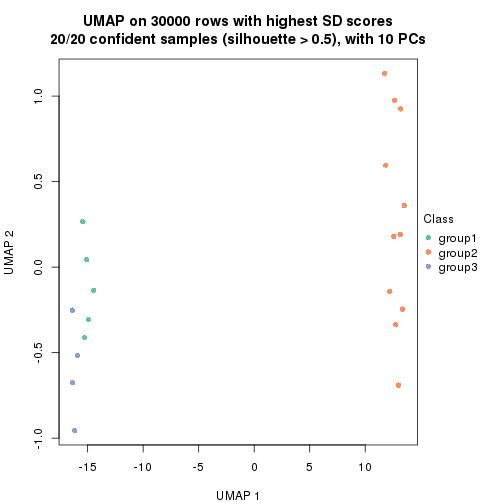 UMAP on 30000 rows with highest SD scores
20/20 confident samples (silhouette > 0.5), with 10 PCs
1.0
0.5
0.0
-0.5
-1.0
UMAP 2
-15
-10
-5
0
5
10
UMAP 1
Class
group1
group2
group3